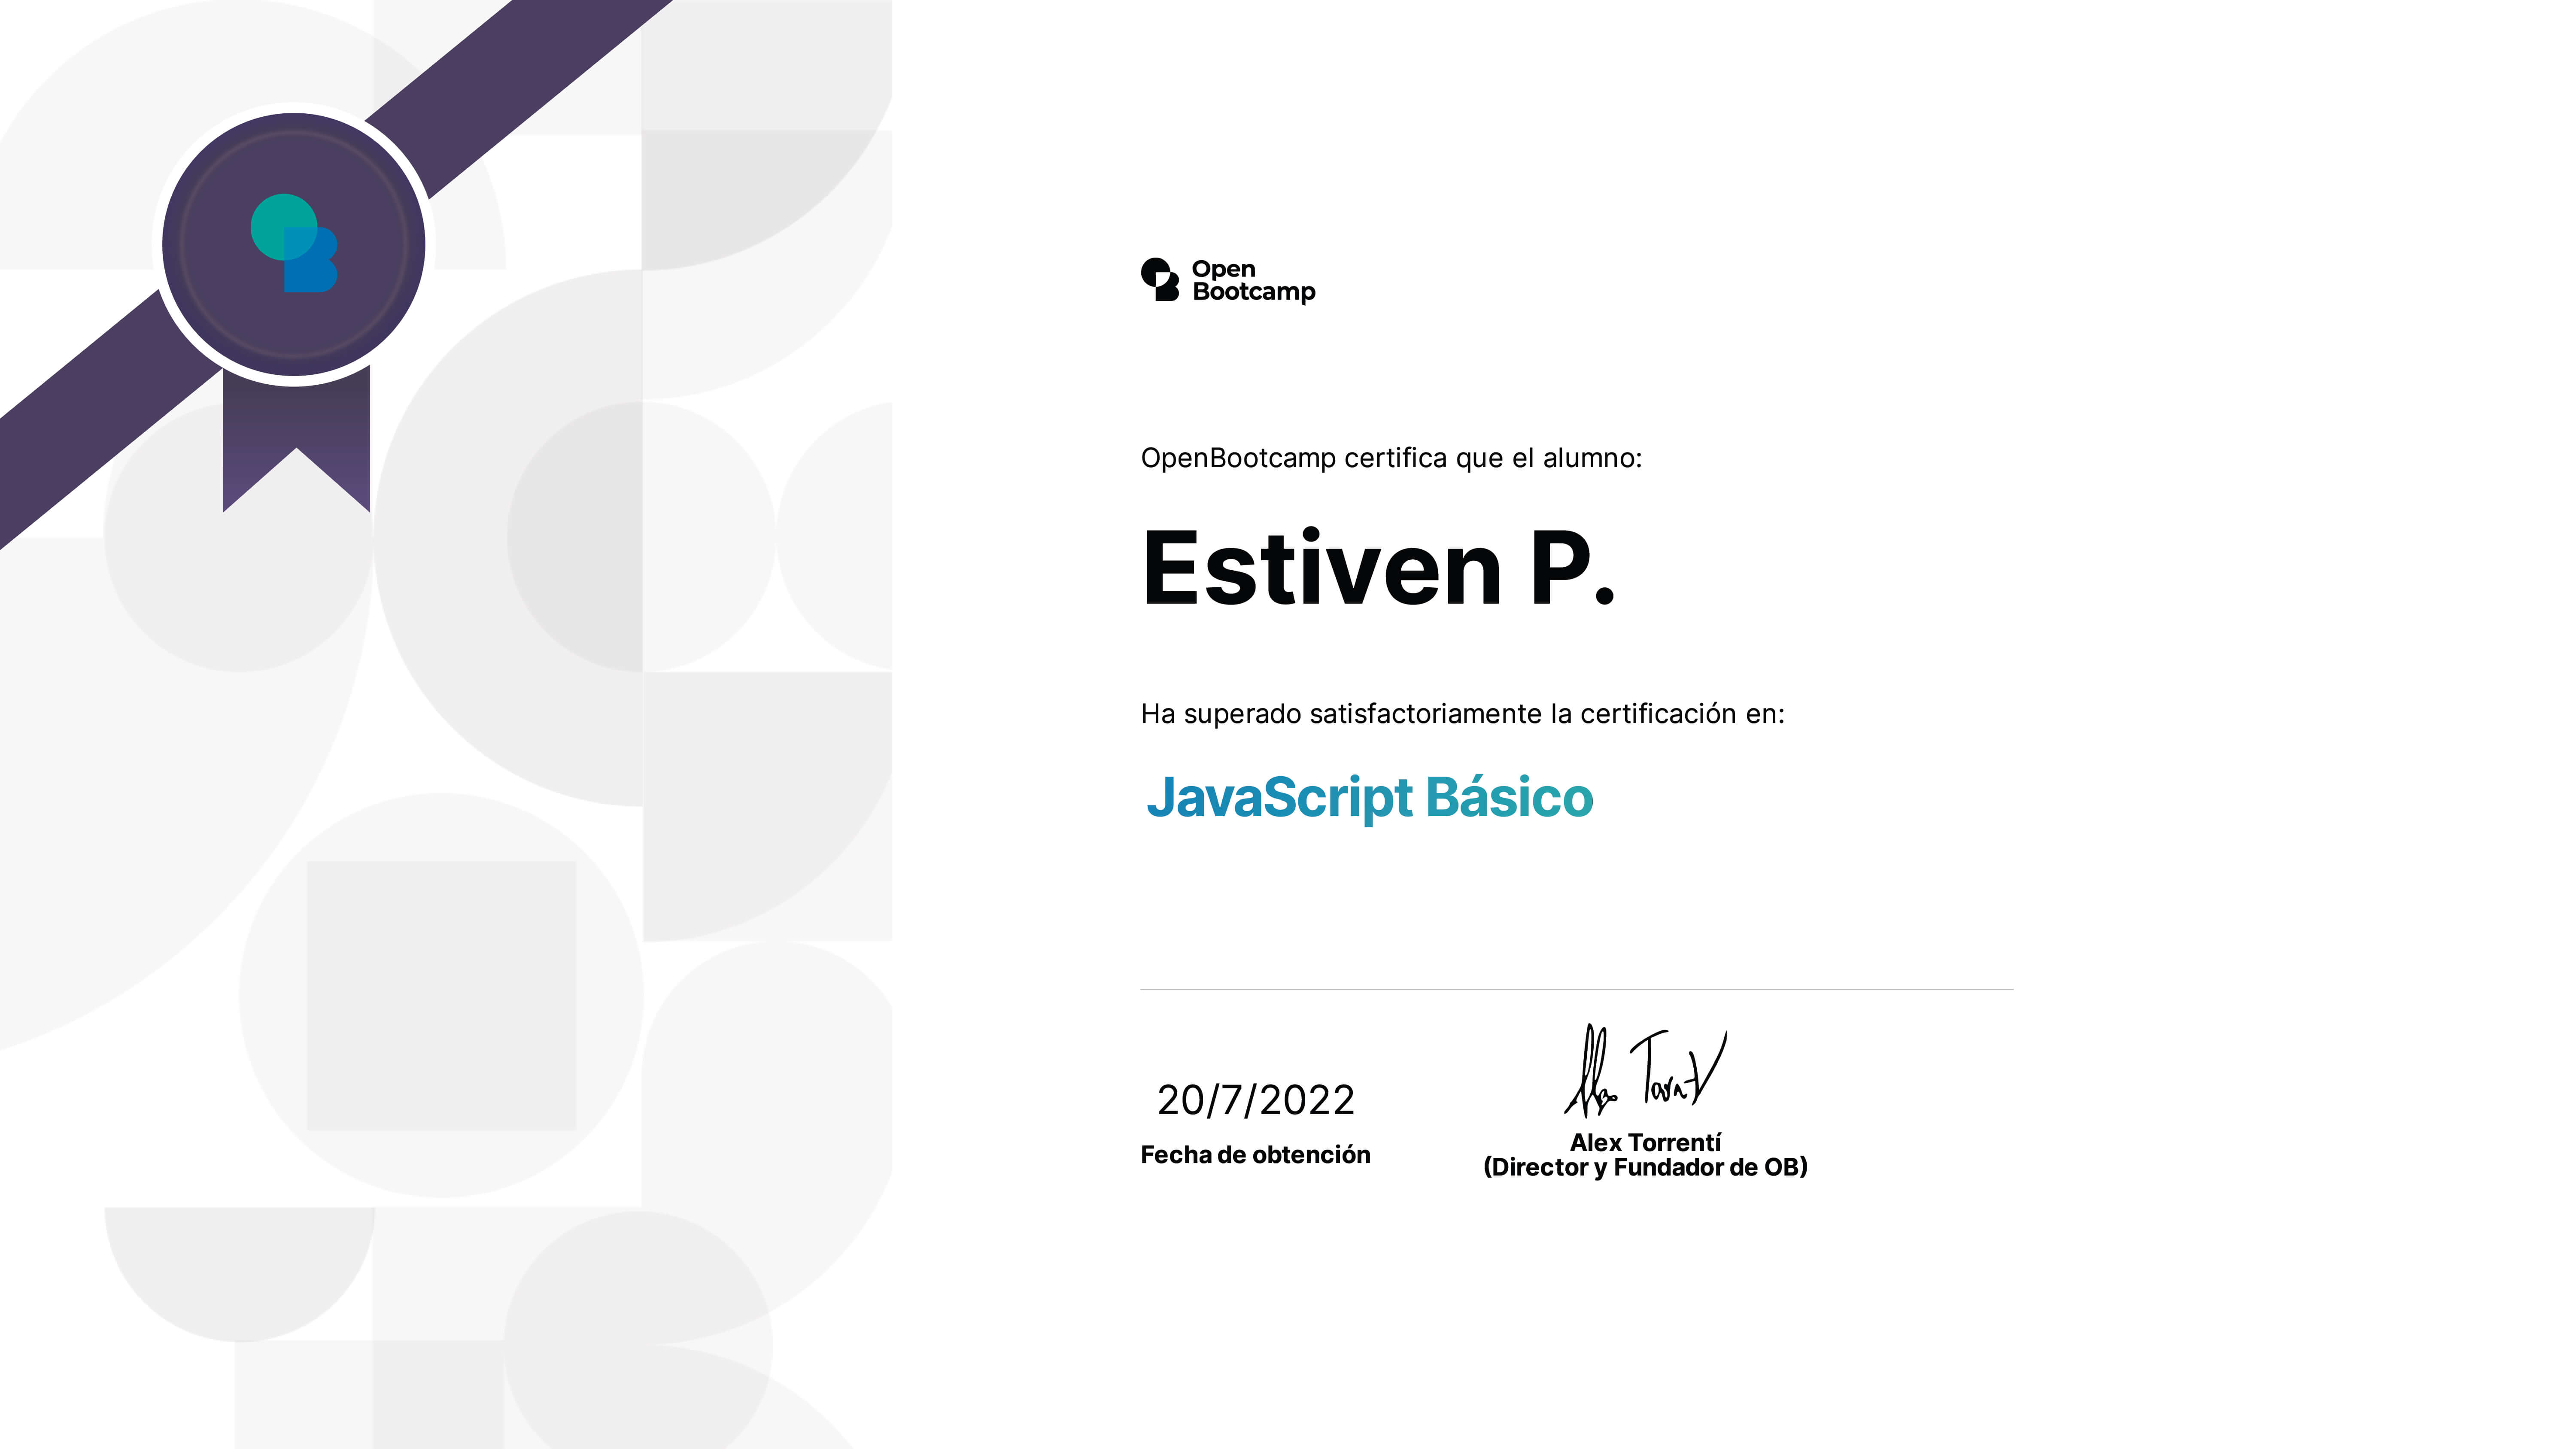 Open
Bootcamp
OpenBootcamp certifica que el alumno:
Estiven P.
Ha superado satisfactoriamente la certificación en:
JavaScript Básico
20/7/2022
Fecha de obtención
Alex Torrentí
(Director y Fundador de OB)